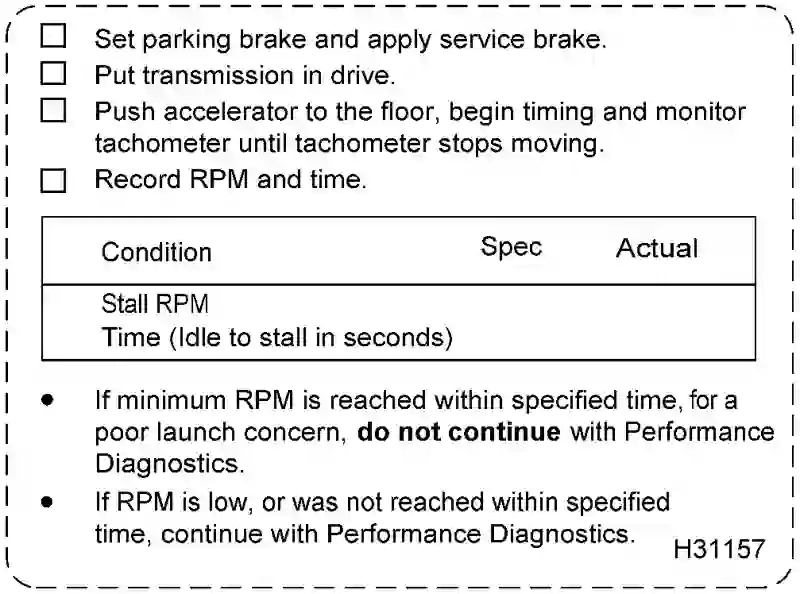 Set parking brake and apply service brake.
Put transmission in drive.
Push accelerator to the floor, begin timing and monitor
tachometer until tachometer stops moving.
Record RPM and time.
Condition Spec Actual
Stall RPM
Time (Idle to stall in seconds)
• If minimum RPM is reached within specified time, for a
poor launch concern, do not continue with Performance
Diagnostics.
• If RPM is low, or was not reached within specified
time, continue with Performance Diagnostics.
H31157